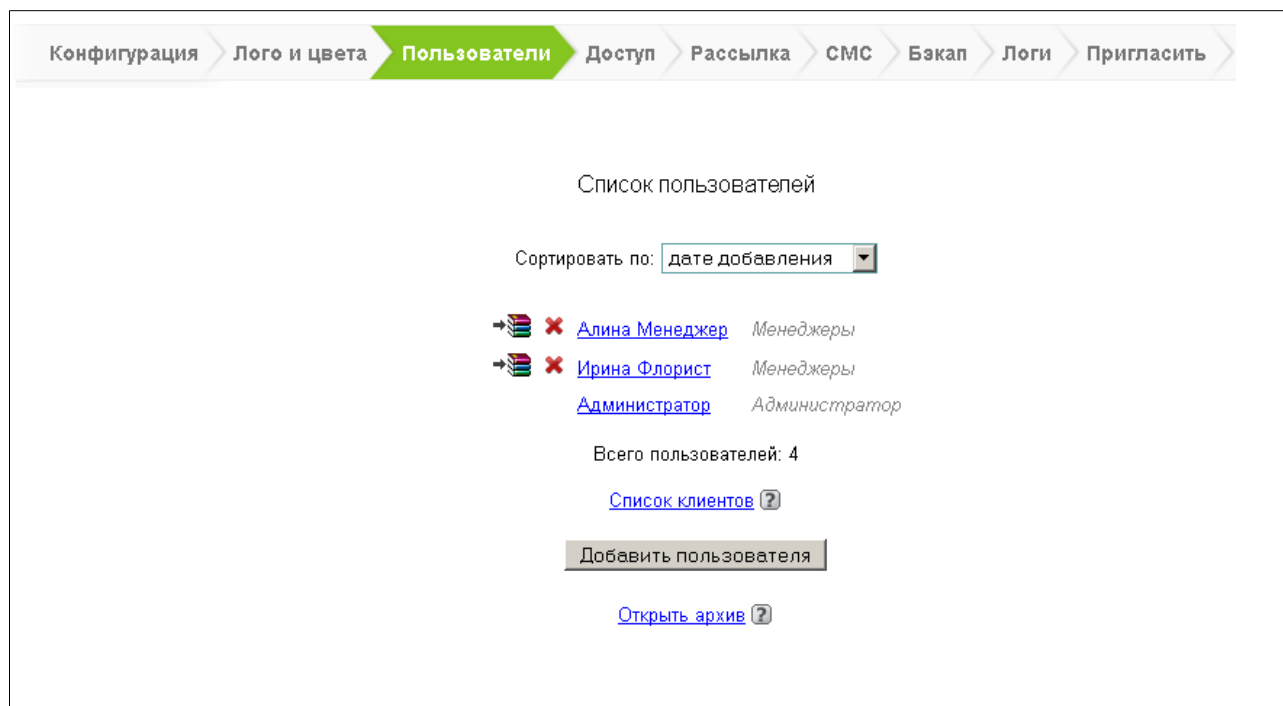 Конфигурация Лого и цвета Пользователи Доступ Рассылка СМС Бэкап Логи Пригласить
Список пользователей
Сортировать по: дате добавления
Алина Менеджер Менеджеры
Ирина Флорист Менеджеры
Администратор Администратор
Всего пользователей: 4
Список клиентов ?
Добавить пользователя
Открыть архив ?